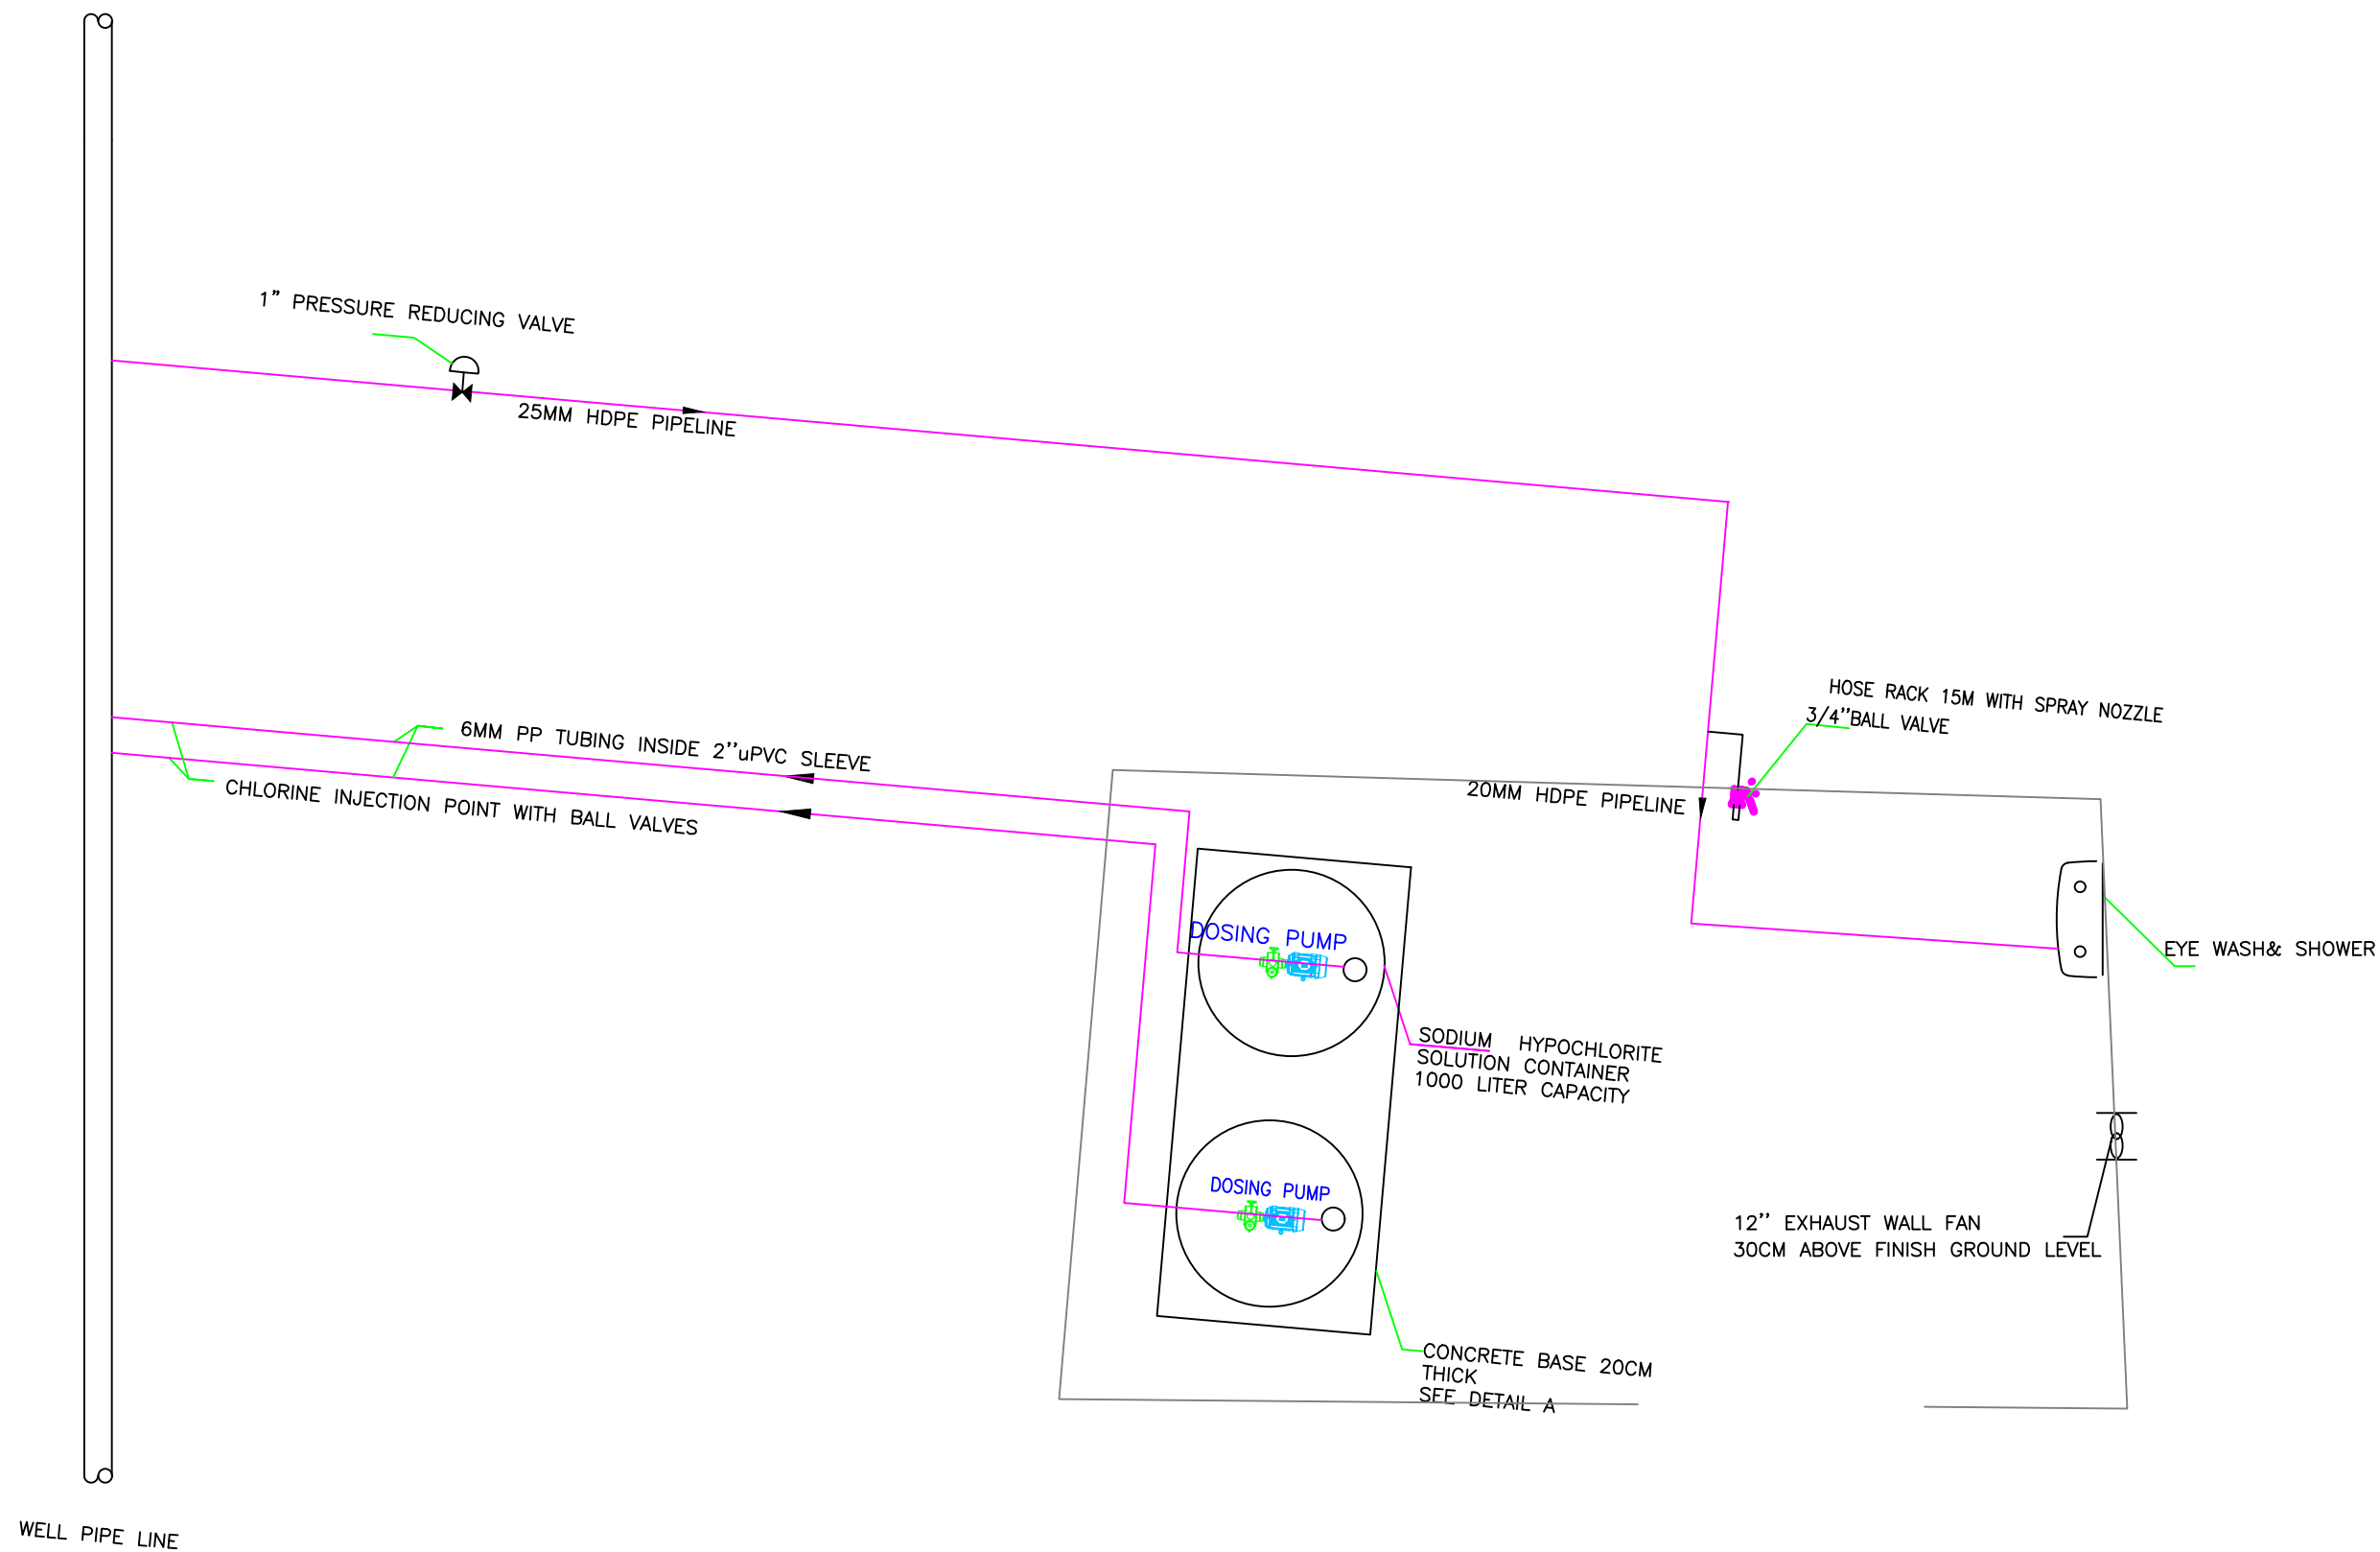 1" PRESSURE REDUCING VALVE
25MM HDPE PIPELINE
HOSE RACK 15M WITH SPRAY NOZZLE
3/4''BALL VALVE
6MM PP TUBING INSIDE 2''uPVC SLEEVE
CHLORINE INJECTION POINT WITH BALL VALVES
20MM HDPE PIPELINE
DOSING PUMP
EYE WASH& SHOWER
SODIUM HYPOCHLORITE
SOLUTION CONTAINER
1000 LITER CAPACITY
DOSING PUMP
12'' EXHAUST WALL FAN
30CM ABOVE FINISH GROUND LEVEL
CONCRETE BASE 20CM
THICK
SEE DETAIL A
WELL PIPE LINE